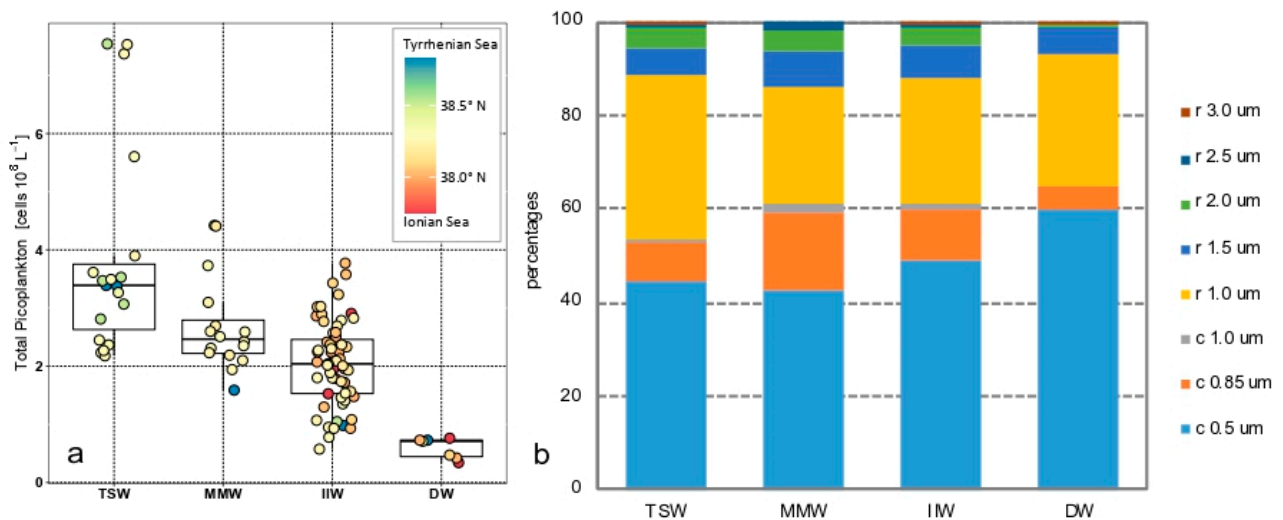 Total Picoplankton [cells 10⁸ L⁻¹]
6
4
2
0
TSW
MMW
IIW
DW
a
Tyrrhenian Sea
38.5° N
38.0° N
Ionian Sea
b
percentages
100
80
60
40
20
0
TSW
MMW
IIW
DW
r 3.0 um
r 2.5 um
r 2.0 um
r 1.5 um
r 1.0 um
c 1.0 um
c 0.85 um
c 0.5 um